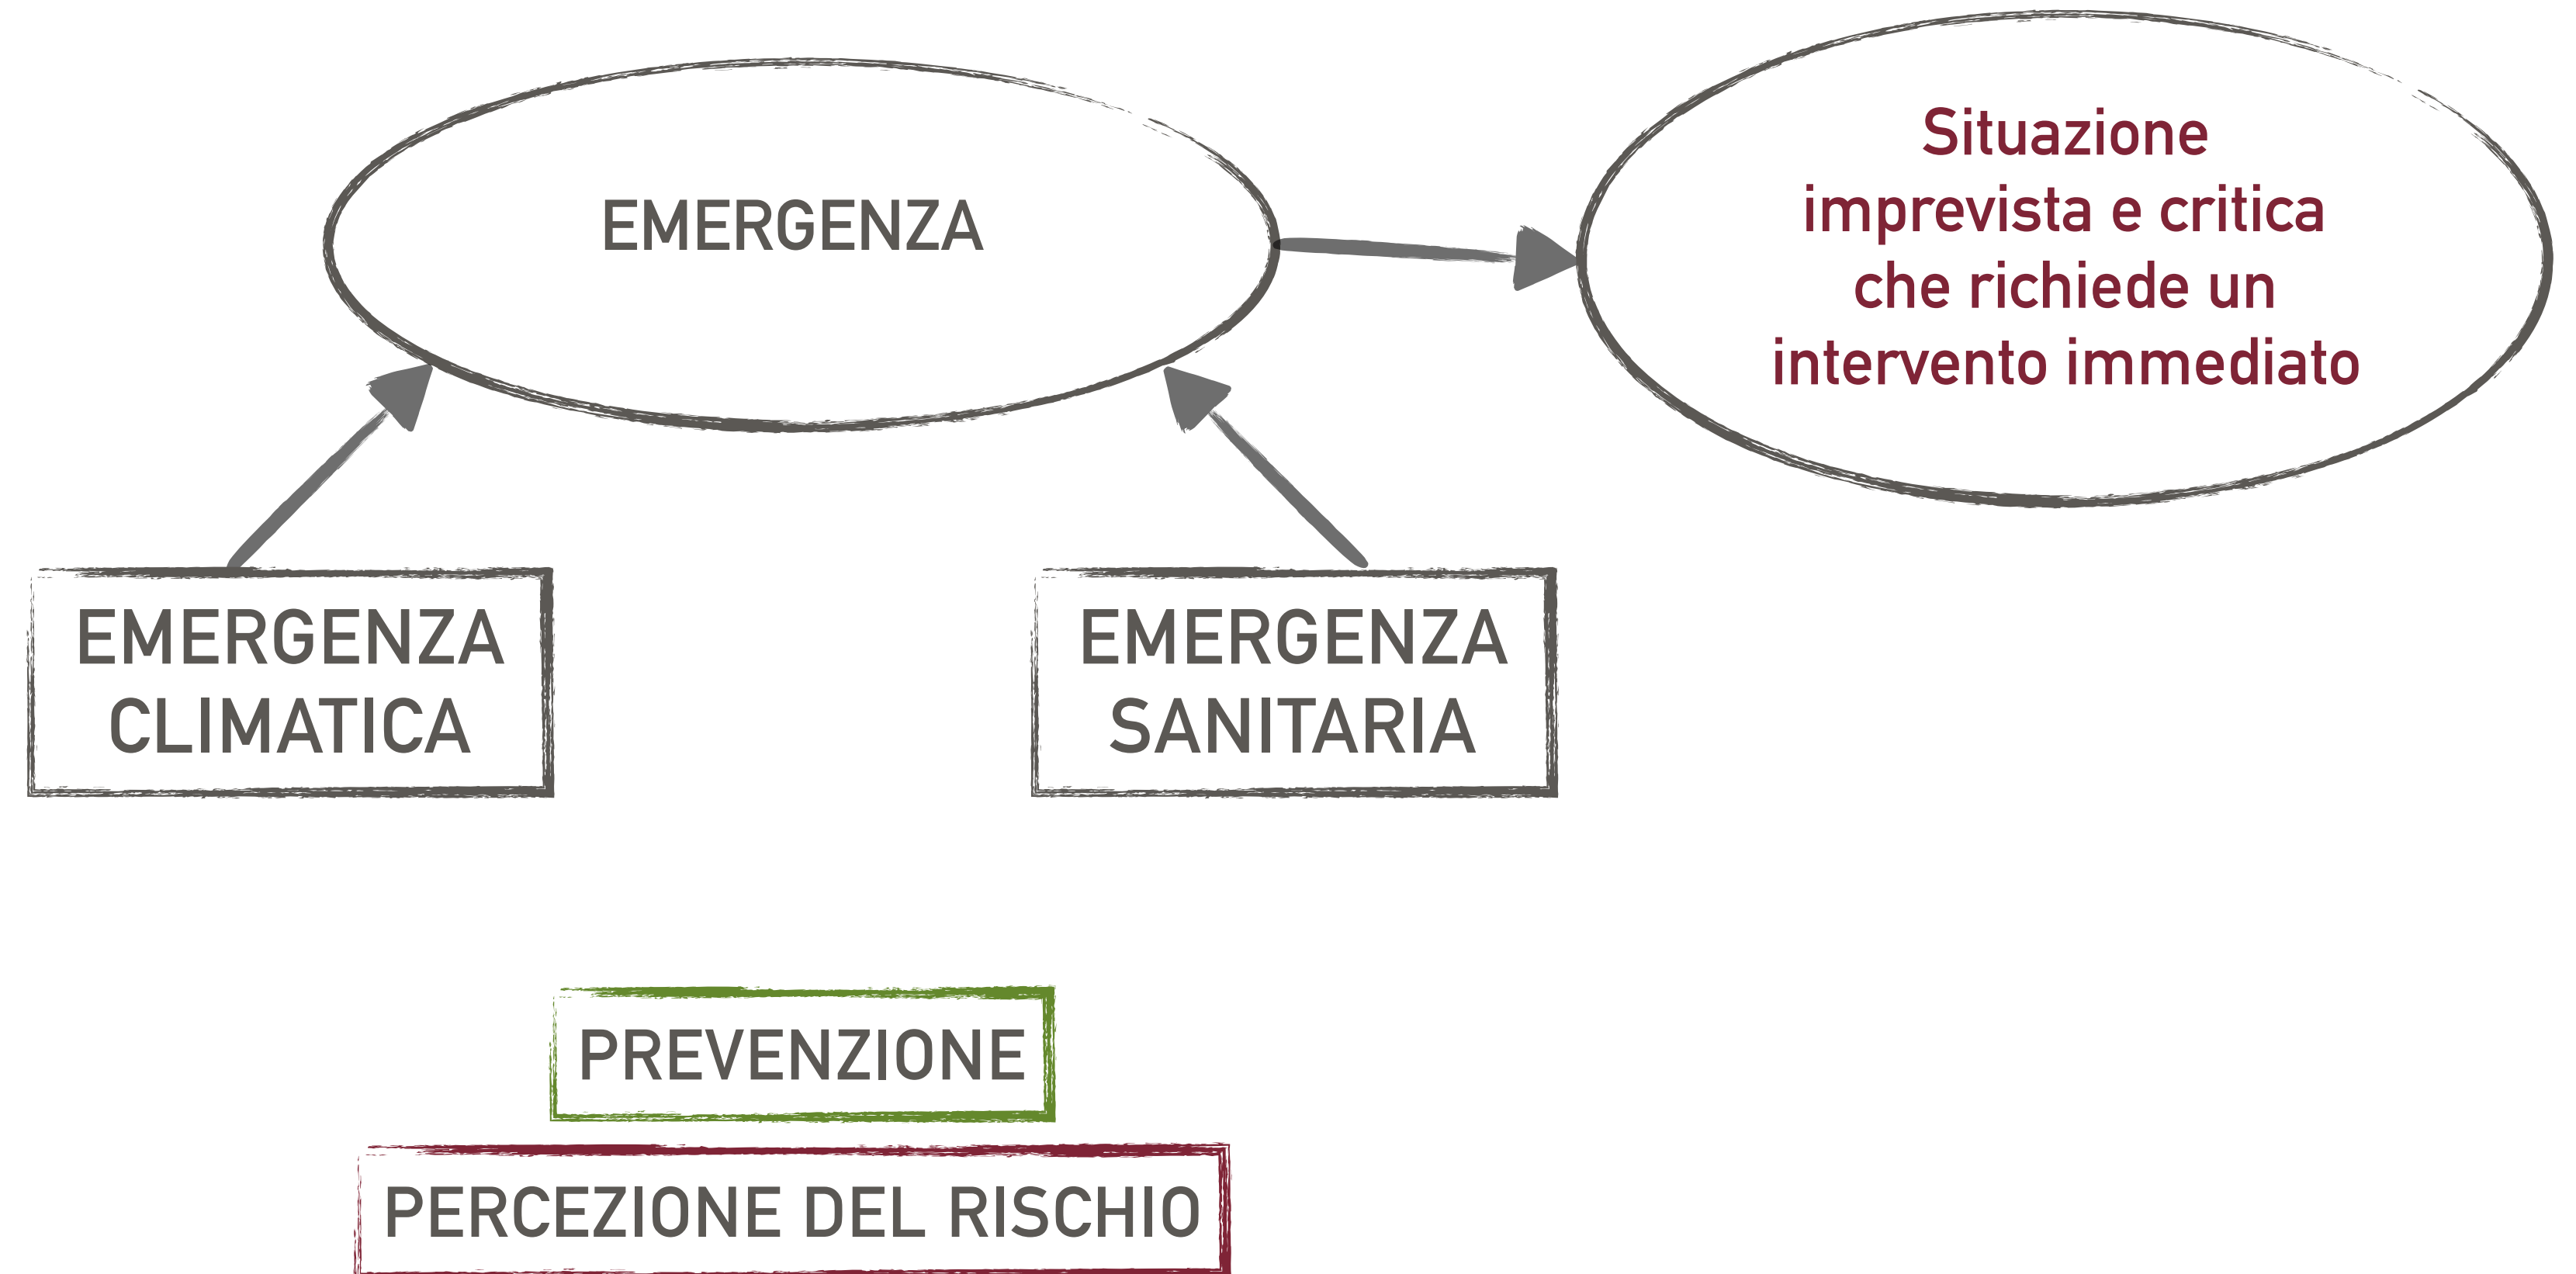 EMERGENZA
Situazione
imprevista e critica
che richiede un
intervento immediato
EMERGENZA
CLIMATICA
EMERGENZA
SANITARIA
PREVENZIONE
PERCEZIONE DEL RISCHIO